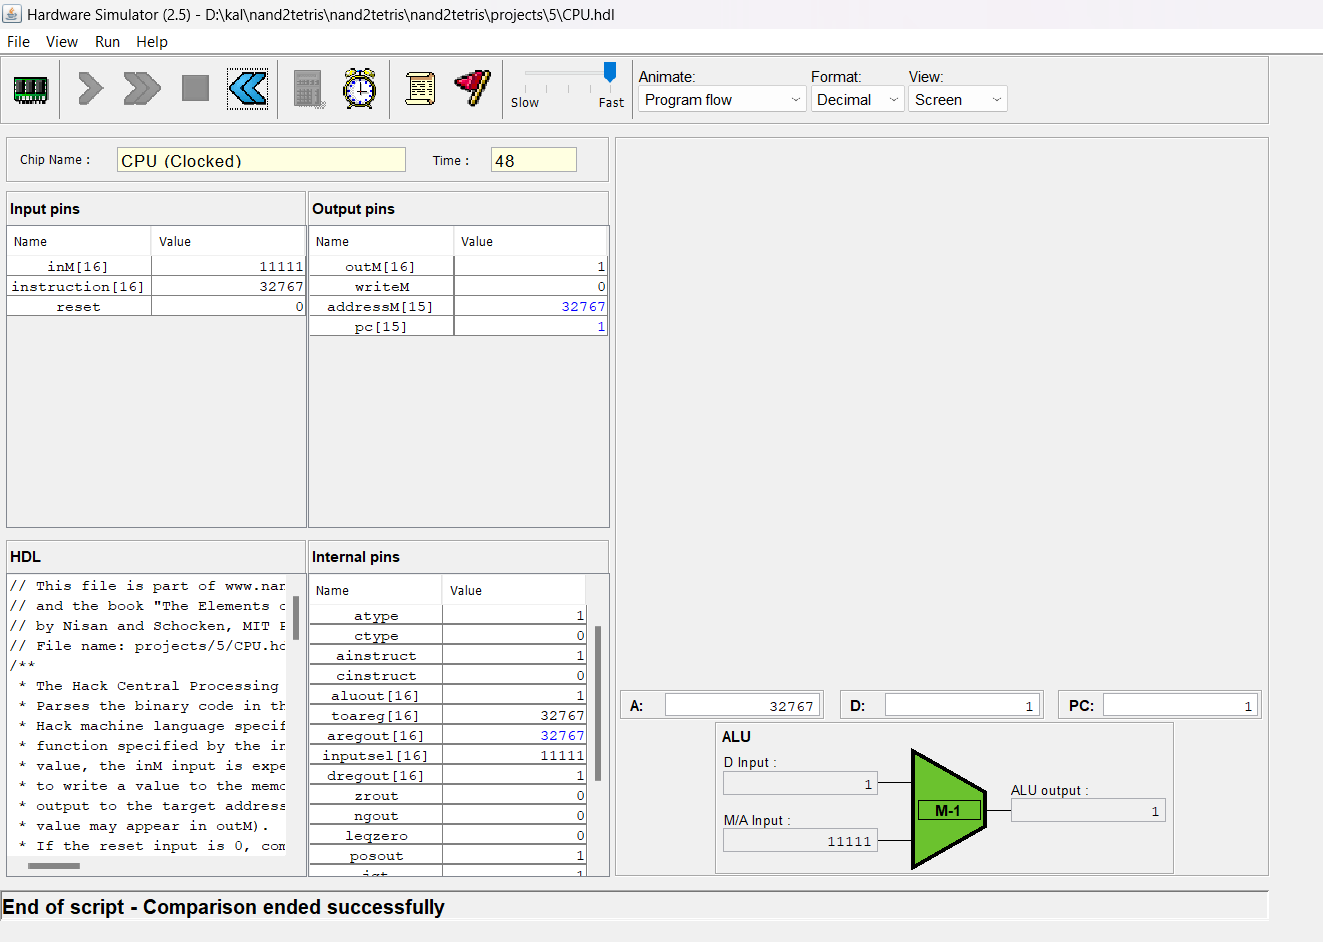 Hardware Simulator (2.5) - D:\kal\nand2tetris\nand2tetris\nand2tetris\projects\5\CPU.hdl
File View Run Help
Slow Fast
Animate: Format: View:
Program flow Decimal Screen
Chip Name : CPU (Clocked) Time : 48
Input pins
Name Value
inM[16] 11111
instruction[16] 32767
reset 0
Output pins
Name Value
outM[16] 1
writeM 0
addressM[15] 32767
pc[15] 1
HDL
// This file is part of www.nan
// and the book "The Elements o
// by Nisan and Schocken, MIT P
// File name: projects/5/CPU.hd
/**
* The Hack Central Processing
* Parses the binary code in th
* Hack machine language specif
* function specified by the in
* value, the inM input is expe
* to write a value to the memo
* output to the target address
* value may appear in outM).
* If the reset input is 0, com
Internal pins
Name Value
atype 1
ctype 0
ainstruct 1
cinstruct 0
aluout[16] 1
toareg[16] 32767
aregout[16] 32767
inputsel[16] 11111
dregout[16] 1
zrout 0
ngout 0
leqzero 0
posout 1
jgt 1
A: 32767 D: 1 PC: 1
ALU
D Input :
1
M/A Input :
11111
M-1
ALU output :
1
End of script - Comparison ended successfully